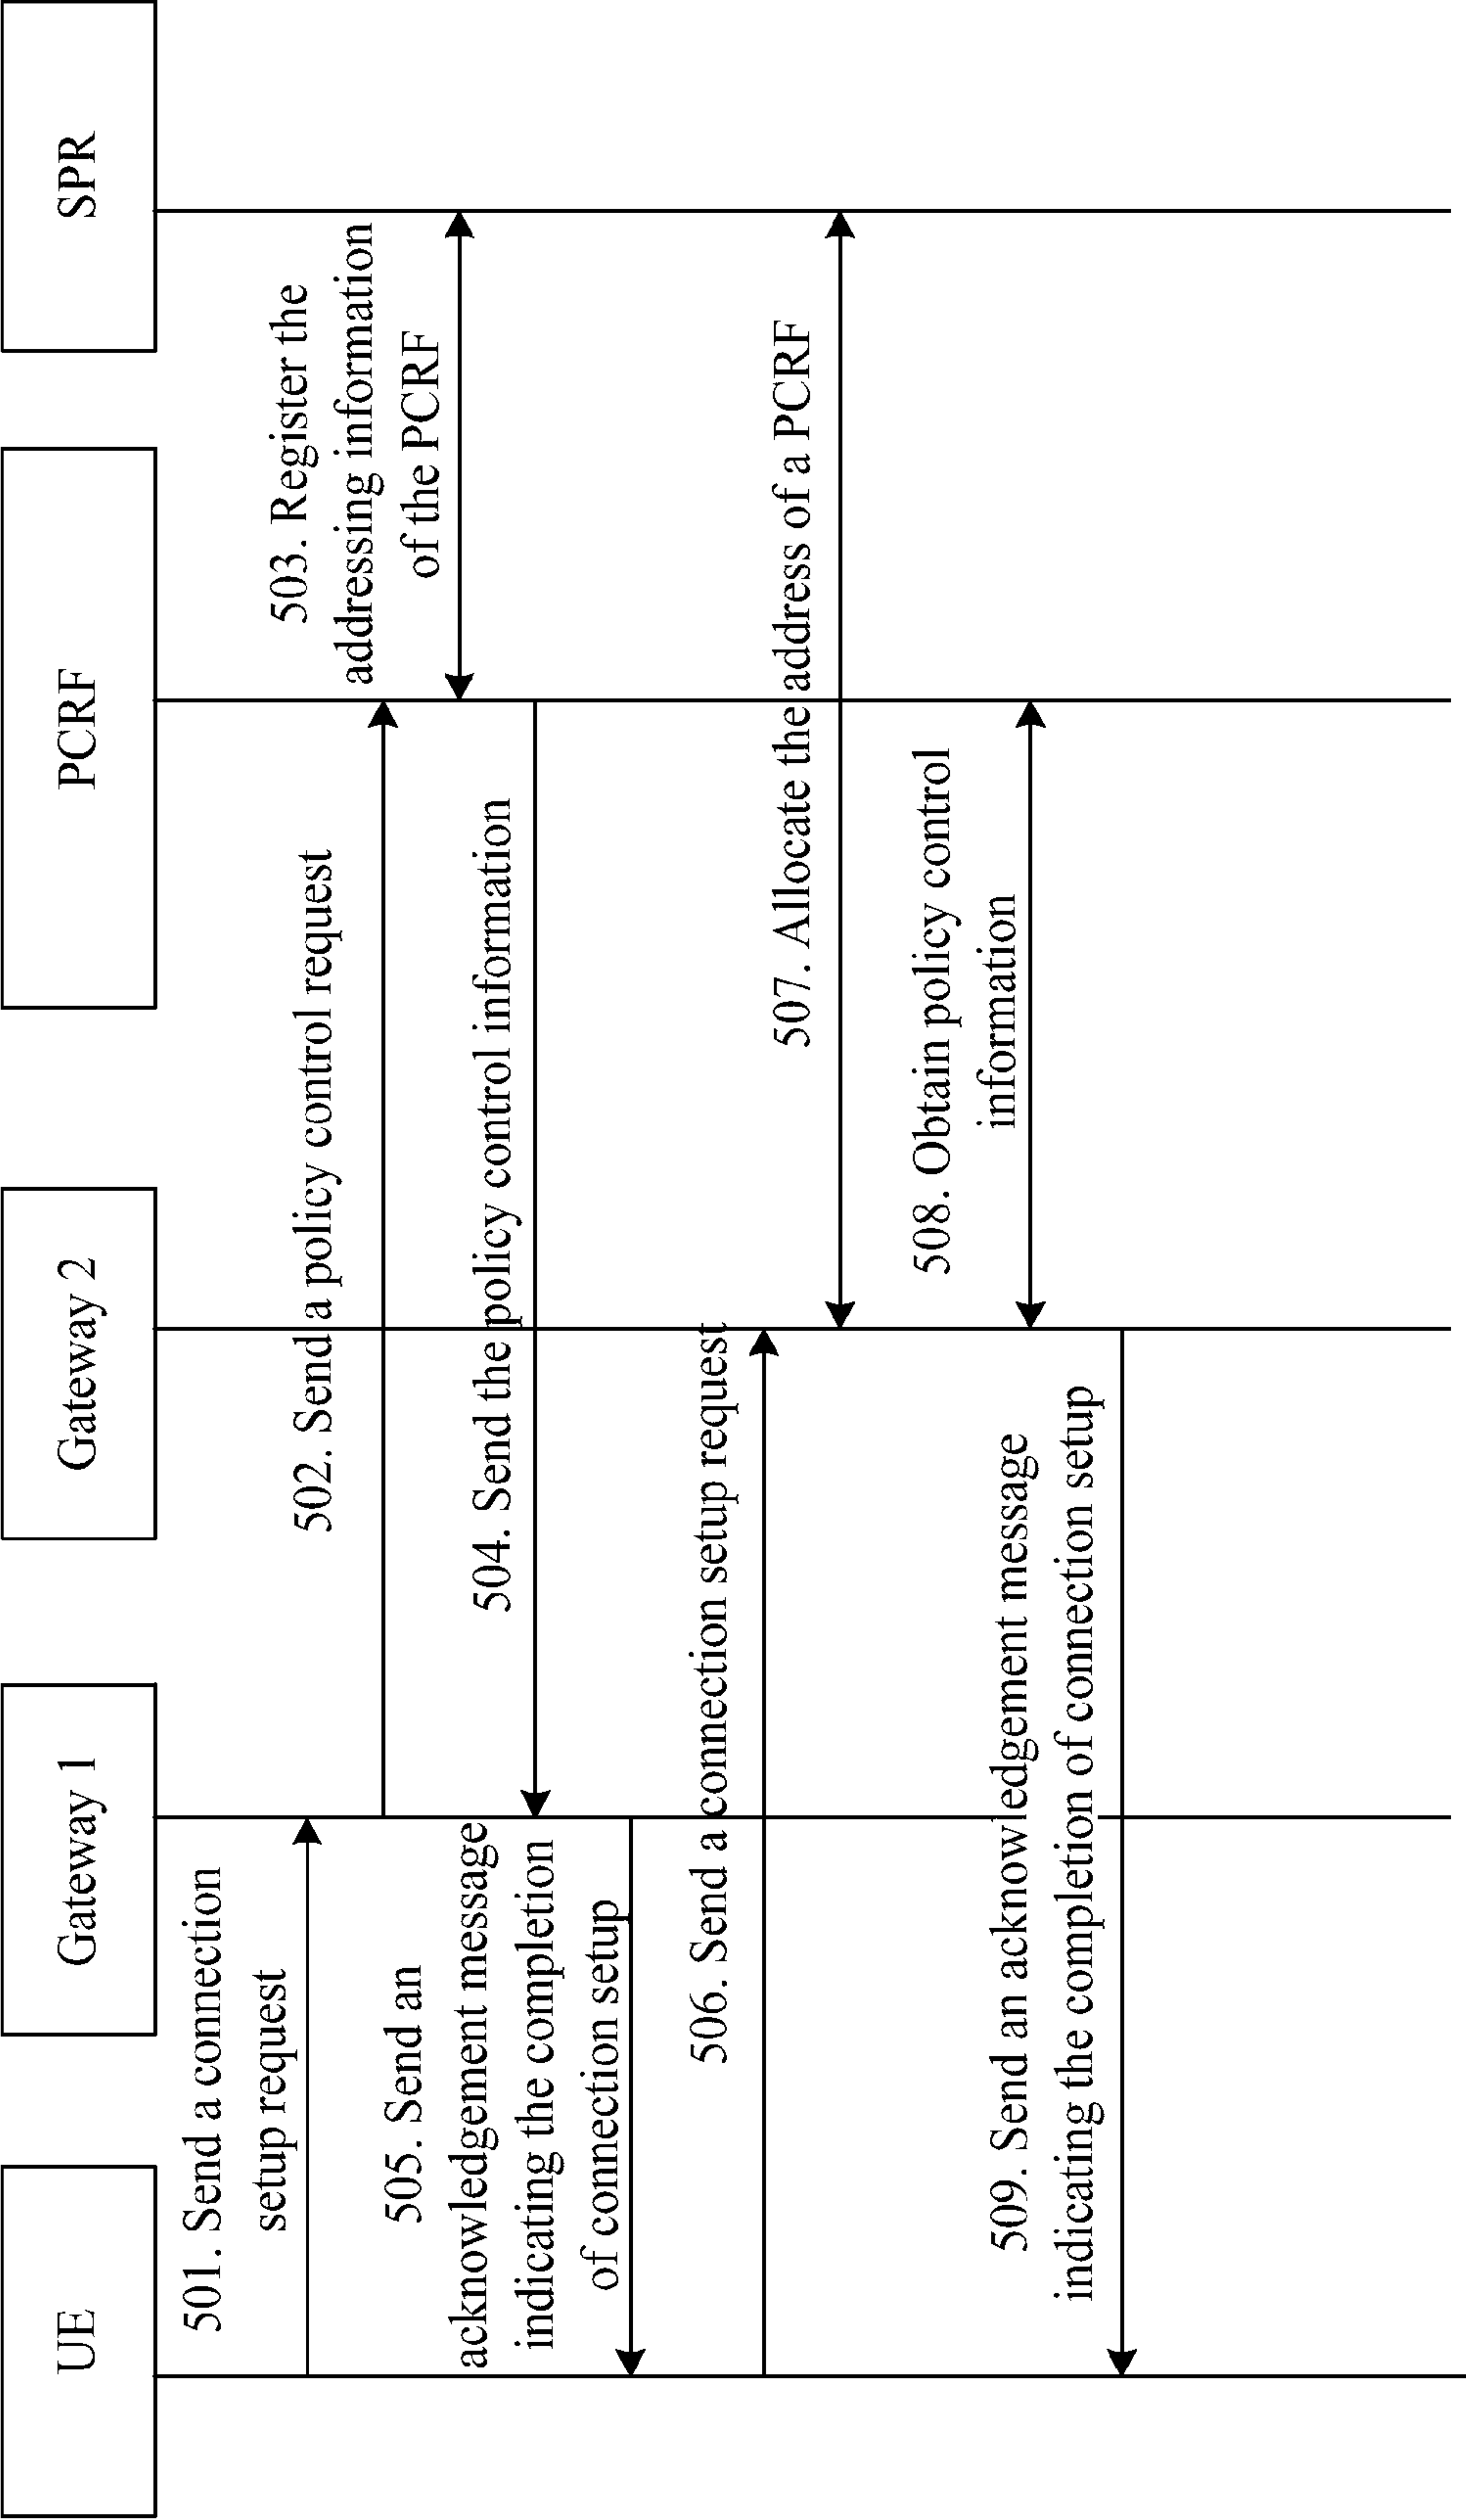 UE
Gateway 1
Gateway 2
PCRF
SPR
501. Send a connection
setup request
502. Send a policy control request
503. Register the
addressing information
of the PCRF
504. Send the policy control information
505. Send an
acknowledgement message
indicating the completion
of connection setup
506. Send a connection setup request
507. Allocate the address of a PCRF
508. Obtain policy control
information
509. Send an acknowledgement message
indicating the completion of connection setup